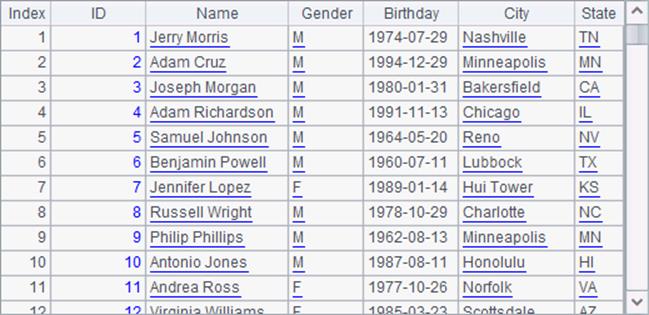 Index ID Name Gender Birthday City State
1 1 Jerry Morris M 1974-07-29 Nashville TN
2 2 Adam Cruz M 1994-12-29 Minneapolis MN
3 3 Joseph Morgan M 1980-01-31 Bakersfield CA
4 4 Adam Richardson M 1991-11-13 Chicago IL
5 5 Samuel Johnson M 1964-05-20 Reno NV
6 6 Benjamin Powell M 1960-07-11 Lubbock TX
7 7 Jennifer Lopez F 1989-01-14 Hui Tower KS
8 8 Russell Wright M 1978-10-29 Charlotte NC
9 9 Philip Phillips M 1962-08-13 Minneapolis MN
10 10 Antonio Jones M 1987-08-11 Honolulu HI
11 11 Andrea Ross F 1977-10-26 Norfolk VA
12 12 Virginia Williams F 1985-03-23 Scottsdale AZ